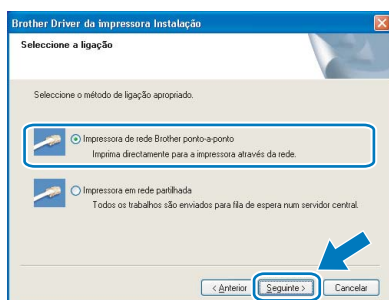 Brother Driver da impressora Instalação
Seleccione a ligação
Seleccione o método de ligação apropriado.
Impressora de rede Brother ponto-a-ponto
Imprima directamente para a impressora através da rede.
Impressora em rede partilhada
Todos os trabalhos são enviados para fila de espera num servidor central.
< Anterior
Seguinte >
Cancelar